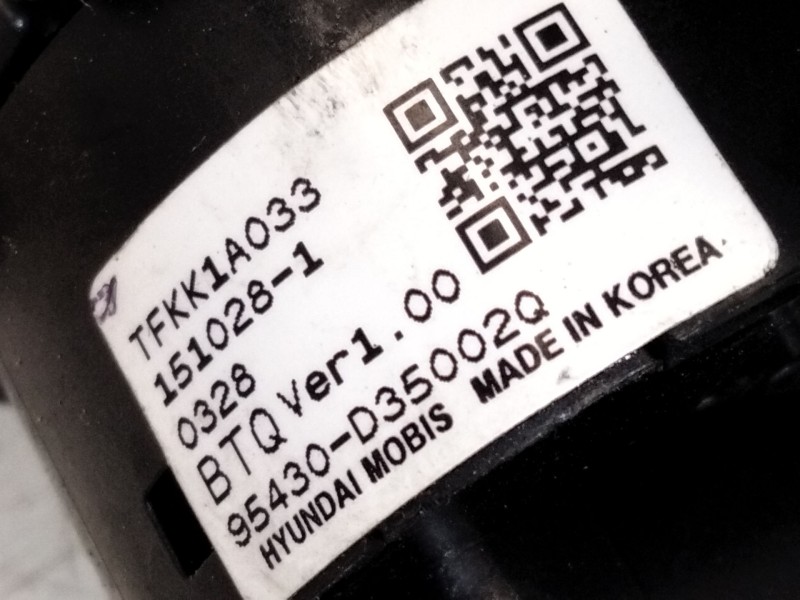 TFKK1A033
151028-1
0328
BTQ Ver1.00
95430-D35002Q
HYUNDAI MOBIS MADE IN KOREA